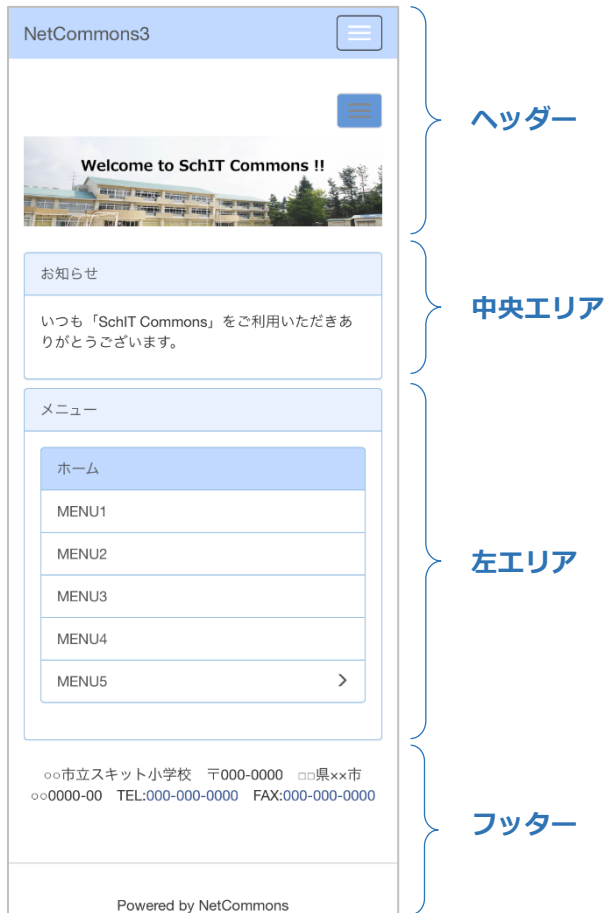 NetCommons3
Welcome to SchIT Commons !!
ヘッダー
お知らせ
いつも「SchIT Commons」をご利用いただきあ
りがとうございます。
中央エリア
メニュー
ホーム
MENU1
MENU2
MENU3
MENU4
MENU5
左エリア
○○市立スキット小学校　〒000-0000　□□県××市
○○0000-00　TEL:000-000-0000　FAX:000-000-0000
フッター
Powered by NetCommons